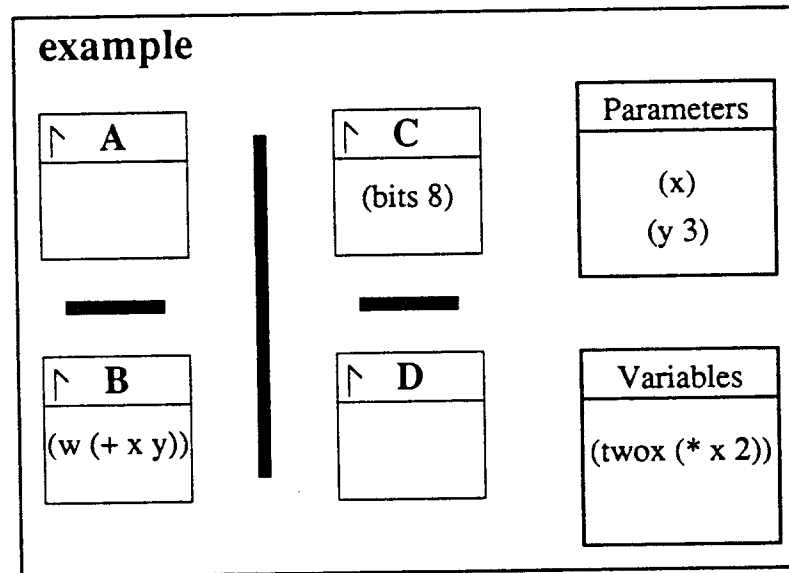 example
A
C
(bits 8)
Parameters
(x)
(y 3)
B
(w (+ x y))
D
Variables
(twox (* x 2))